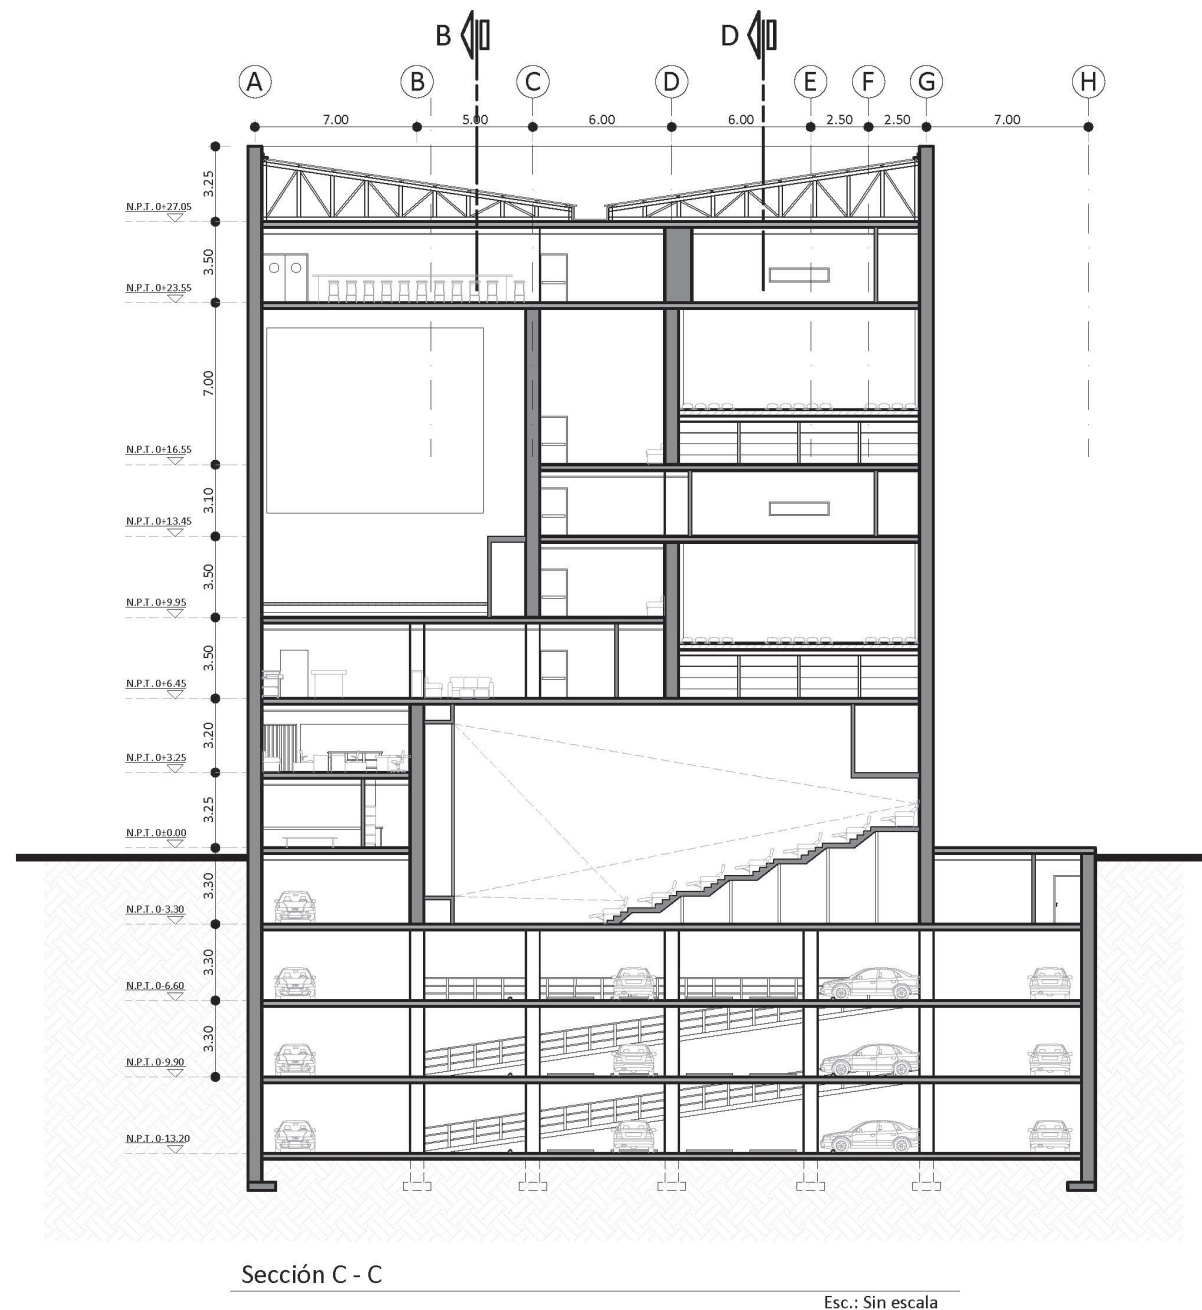 B D
A B C D E F G H
7.00 5.00 6.00 6.00 2.50 2.50 7.00
3.25
N.P.T. 0+27.05
3.50
N.P.T. 0+23.55
7.00
N.P.T. 0+16.55
3.10
N.P.T. 0+13.45
3.50
N.P.T. 0+9.95
3.50
N.P.T. 0+6.45
3.20
N.P.T. 0+3.25
3.25
N.P.T. 0±0.00
3.30
N.P.T. 0-3.30
3.30
N.P.T. 0-6.60
3.30
N.P.T. 0-9.90
N.P.T. 0-13.20
Sección C - C
Esc.: Sin escala